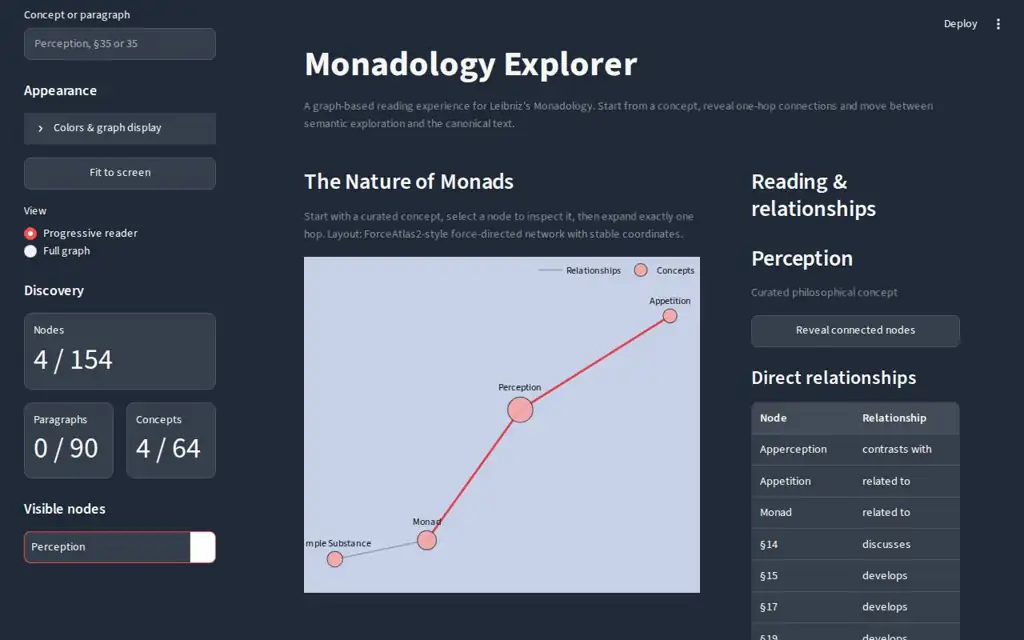 Concept or paragraph
Perception, §35 or 35
Appearance
Colors & graph display
Fit to screen
View
Progressive reader
Full graph
Discovery
Nodes
4 / 154
Paragraphs
0 / 90
Concepts
4 / 64
Visible nodes
Perception
Deploy
Monadology Explorer
A graph-based reading experience for Leibniz's Monadology. Start from a concept, reveal one-hop connections and move between
semantic exploration and the canonical text.
The Nature of Monads
Start with a curated concept, select a node to inspect it, then expand exactly one
hop. Layout: ForceAtlas2-style force-directed network with stable coordinates.
Relationships
Concepts
Appetition
Perception
Monad
mple Substance
Reading &
relationships
Perception
Curated philosophical concept
Reveal connected nodes
Direct relationships
Node Relationship
Apperception contrasts with
Appetition related to
Monad related to
§14 discusses
§15 develops
§17 develops
§19 develops